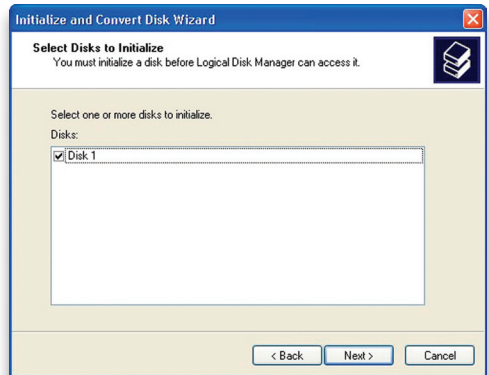 Initialize and Convert Disk Wizard
Select Disks to Initialize
You must initialize a disk before Logical Disk Manager can access it.
Select one or more disks to initialize.
Disks:
Disk 1
< Back Next > Cancel